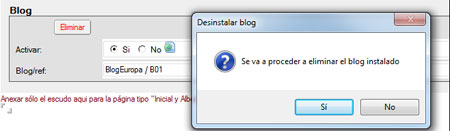 Blog
Eliminar
Activar:
Si
No
Blog/ref:
BlogEuropa / B01
Anexar sólo el escudo aqui para la página tipo "Inicial y Albe
Desinstalar blog
Se va a proceder a eliminar el blog instalado
Sí
No